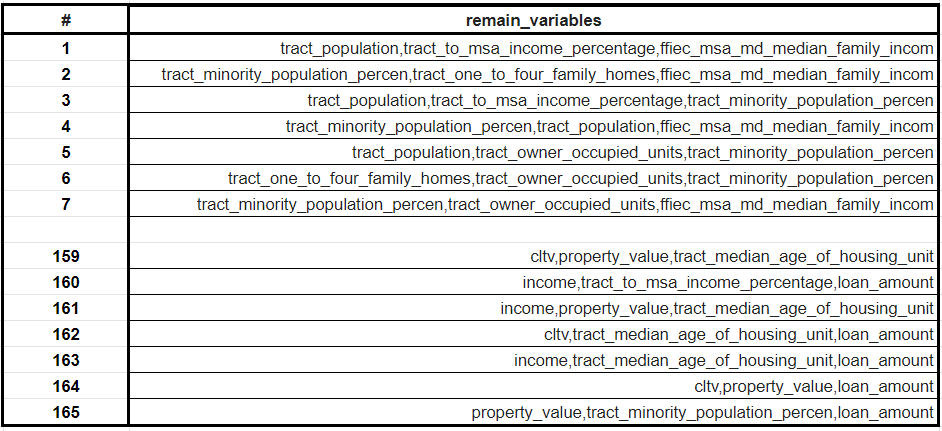 # remain_variables
1 tract_population,tract_to_msa_income_percentage,ffiec_msa_md_median_family_incom
2 tract_minority_population_percen,tract_one_to_four_family_homes,ffiec_msa_md_median_family_incom
3 tract_population,tract_to_msa_income_percentage,tract_minority_population_percen
4 tract_minority_population_percen,tract_population,ffiec_msa_md_median_family_incom
5 tract_population,tract_owner_occupied_units,tract_minority_population_percen
6 tract_one_to_four_family_homes,tract_owner_occupied_units,tract_minority_population_percen
7 tract_minority_population_percen,tract_owner_occupied_units,ffiec_msa_md_median_family_incom
159 cltv,property_value,tract_median_age_of_housing_unit
160 income,tract_to_msa_income_percentage,loan_amount
161 income,property_value,tract_median_age_of_housing_unit
162 cltv,tract_median_age_of_housing_unit,loan_amount
163 income,tract_median_age_of_housing_unit,loan_amount
164 cltv,property_value,loan_amount
165 property_value,tract_minority_population_percen,loan_amount